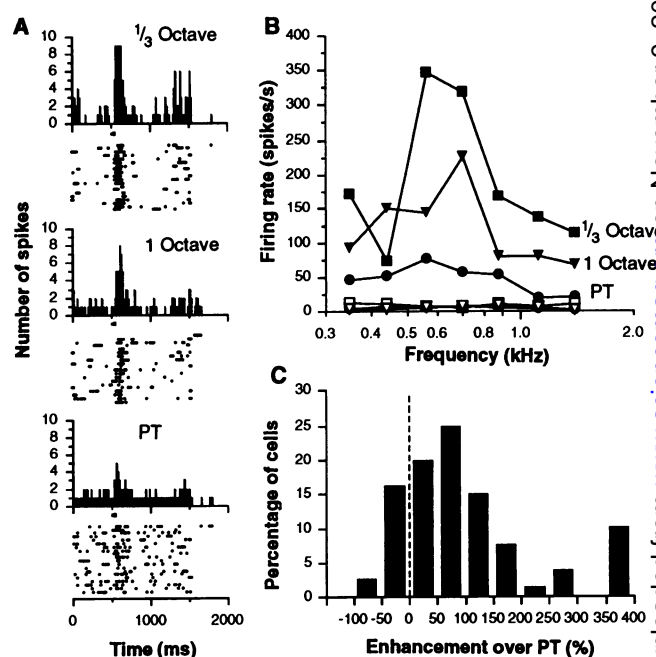 A
1/3 Octave
10
8
6
4
2
0
1 Octave
10
8
6
4
2
0
PT
10
8
6
4
2
0
Number of spikes
0 1000 2000
Time (ms)
B
400
350
300
250
200
150
100
50
0
Firing rate (spikes/s)
1/3 Octave
1 Octave
PT
0.3 0.4 0.5 0.6 0.8 1.0 2.0
Frequency (kHz)
C
30
25
20
15
10
5
0
Percentage of cells
-100 -50 0 50 100 150 200 250 300 350 400
Enhancement over PT (%)